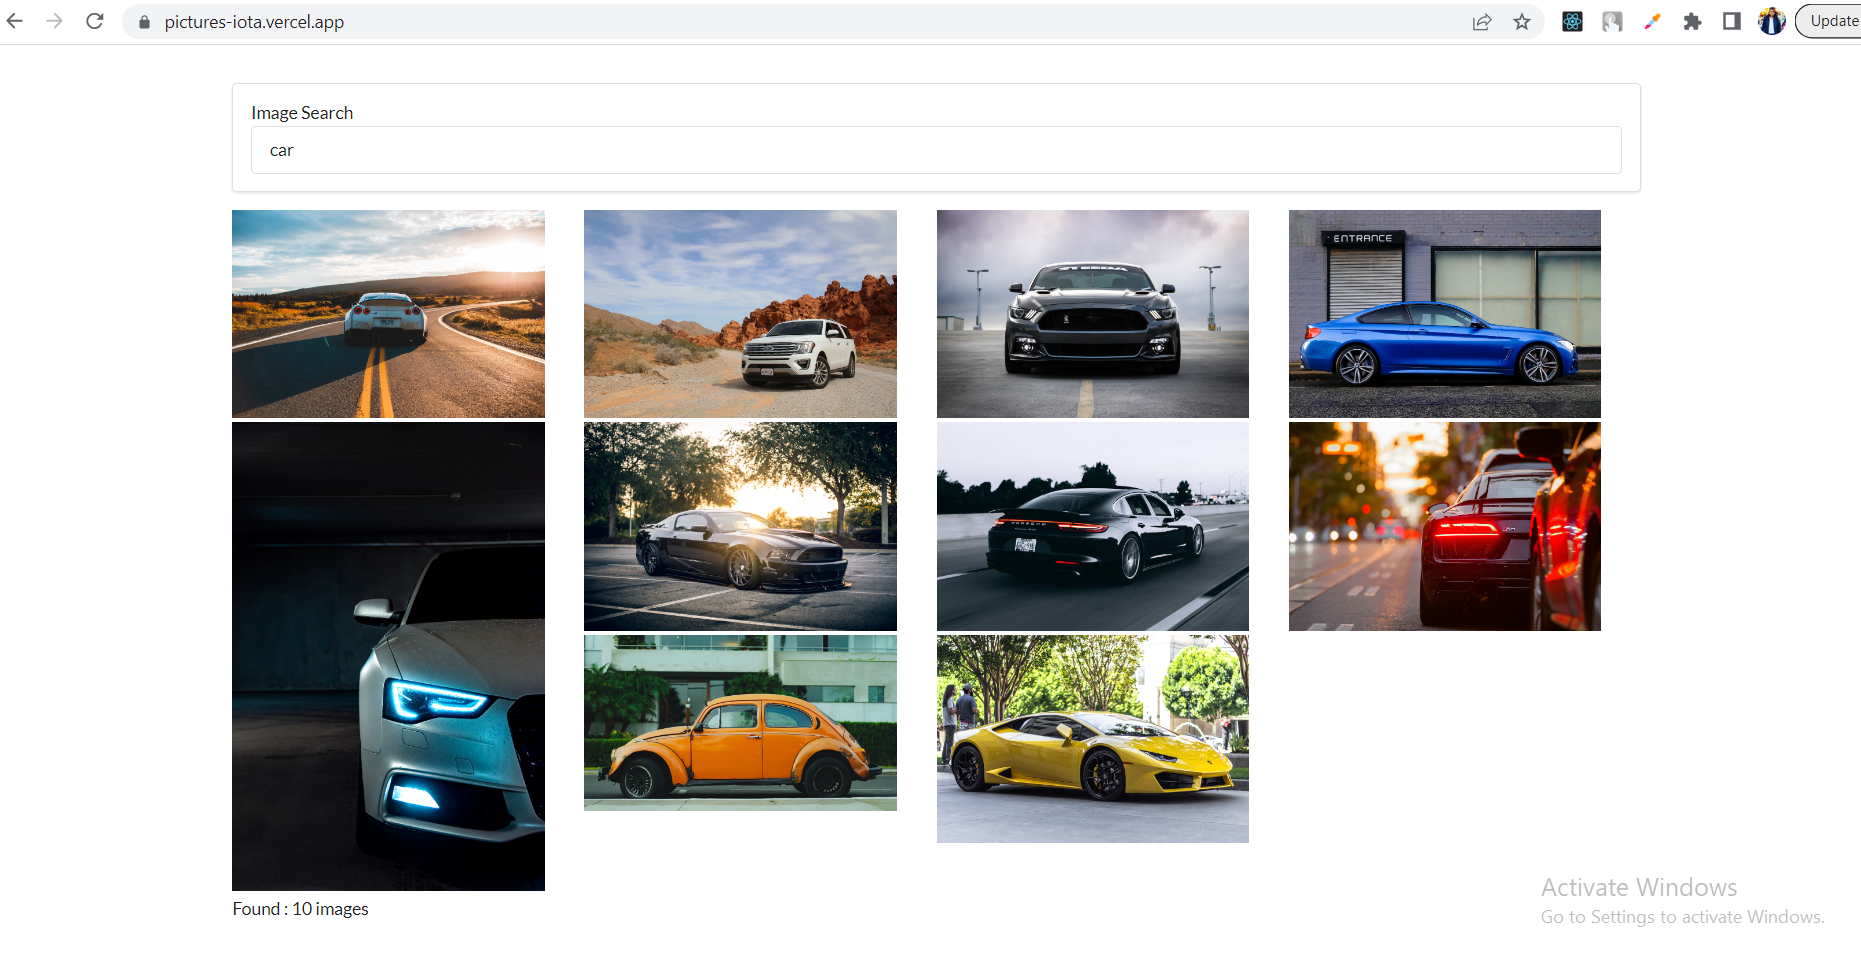 pictures-iota.vercel.app
Update
Image Search
car
ENTRANCE
PORSCHE
Found : 10 images
Activate Windows
Go to Settings to activate Windows.